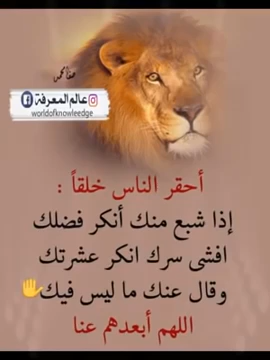 عالم المعرفة
worldofknowleedge
أحقر الناس خلقاً :
إذا شبع منك أنكر فضلك
افشى سرك انكر عشرتك
وقال عنك ما ليس فيك
اللهم أبعدهم عنا